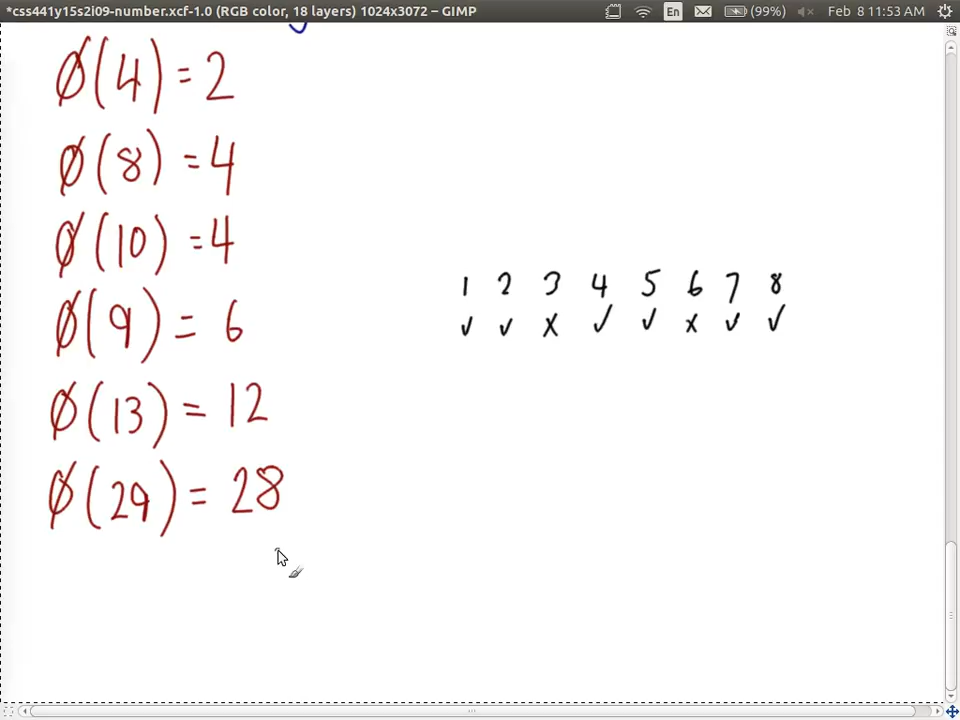 *css441y15s2i09-number.xcf-1.0 (RGB color, 18 layers) 1024x3072 – GIMP En (99%) Feb 8 11:53 AM
ϕ(4) = 2
ϕ(8) = 4
ϕ(10) = 4
1 2 3 4 5 6 7 8
✓ ✓ x ✓ ✓ x ✓ ✓
ϕ(9) = 6
ϕ(13) = 12
ϕ(29) = 28